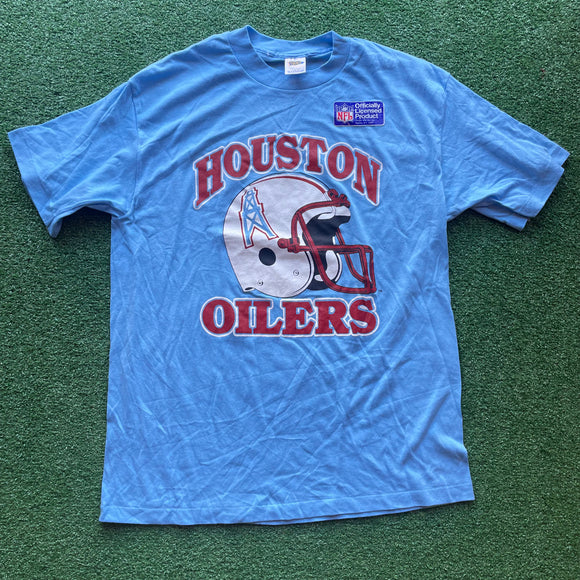 NFL
Officially
Licensed
Product
HOUSTON
OILERS